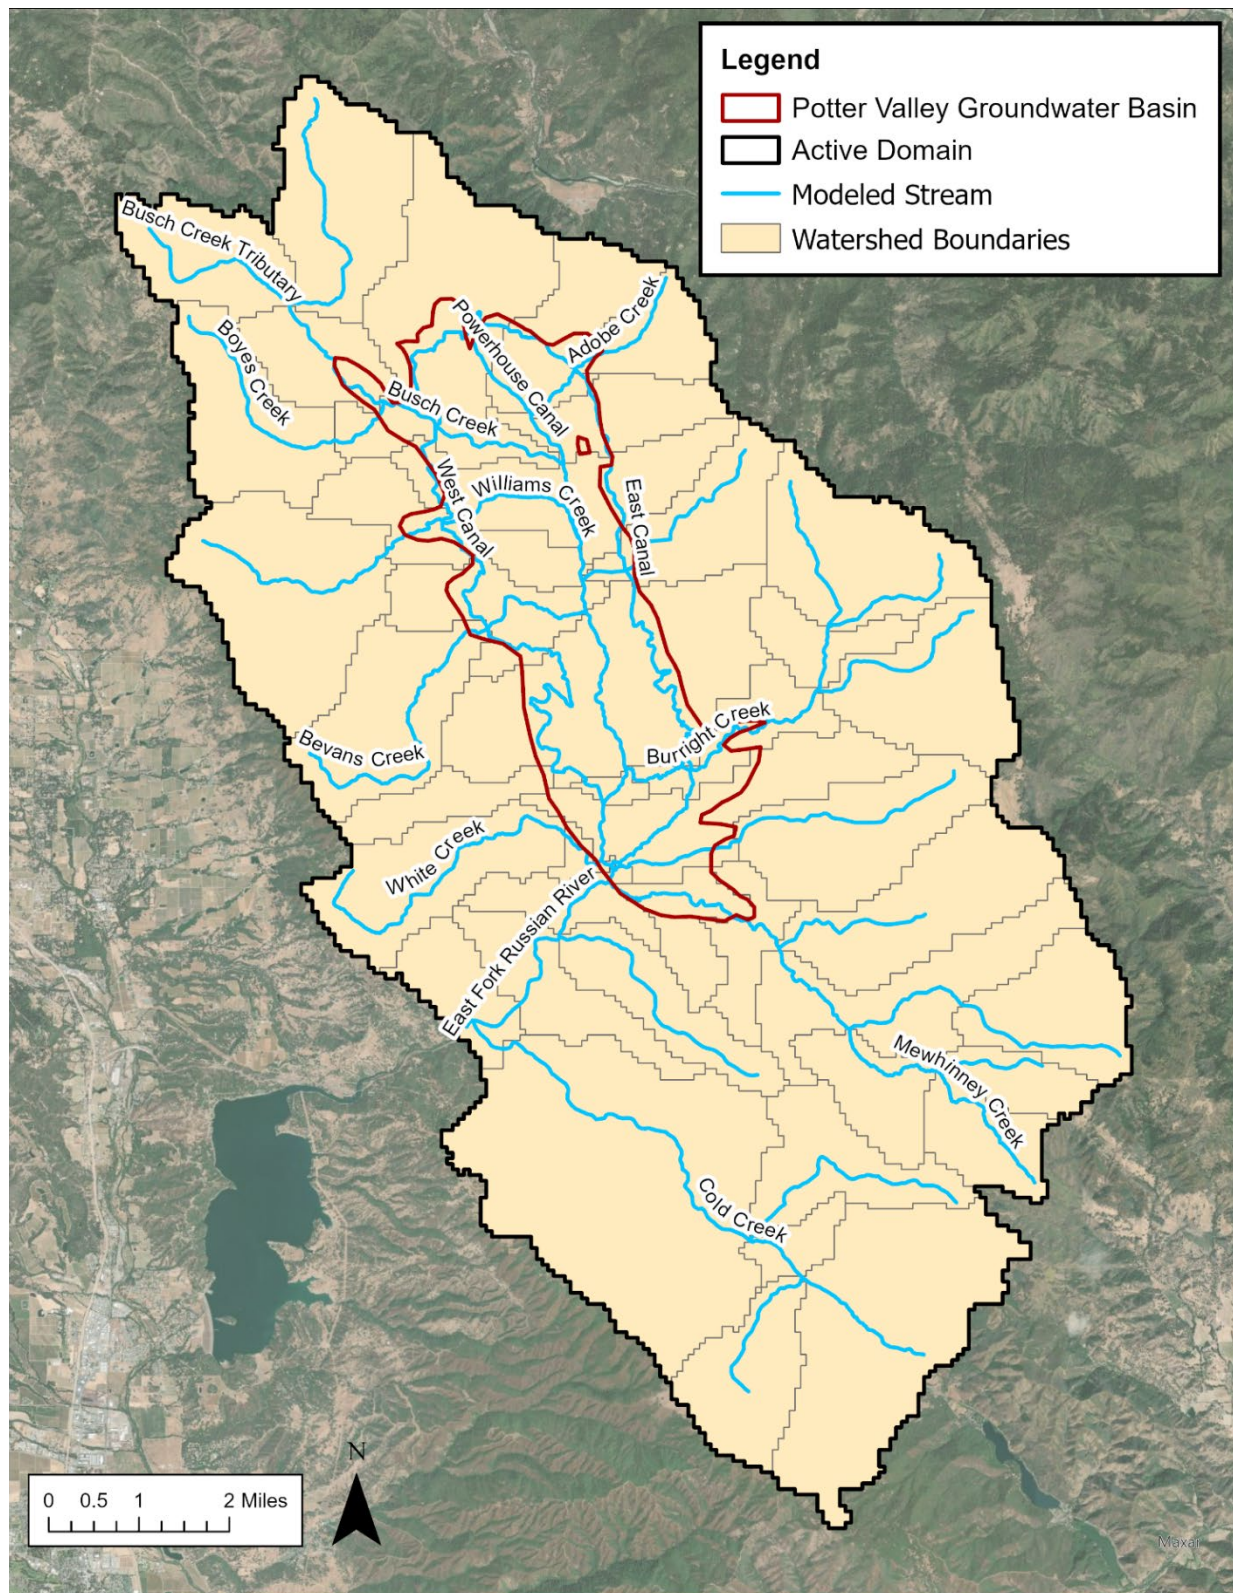 Legend
Potter Valley Groundwater Basin
Active Domain
Modeled Stream
Watershed Boundaries
Busch Creek Tributary
Boyes Creek
Powerhouse Canal
Adobe Creek
Busch Creek
West Canal
Williams Creek
East Canal
Burright Creek
Bevans Creek
White Creek
East Fork Russian River
Mewhinney Creek
Cold Creek
N
0 0.5 1 2 Miles
Maxar